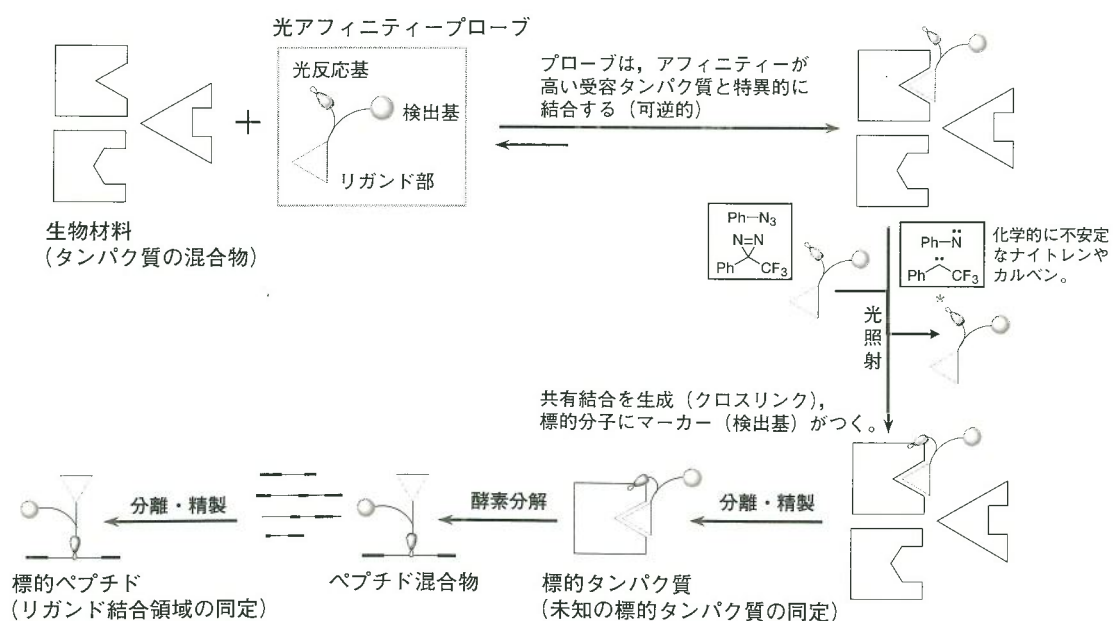 光アフィニティープローブ
光反応基
検出基
リガンド部
+
生物材料
(タンパク質の混合物)
プローブは,アフィニティーが
高い受容タンパク質と特異的に
結合する(可逆的)
Ph–N₃
N=N
Ph CF₃
Ph–N̈
Ph CF₃
化学的に不安定
なナイトレンや
カルベン。
*
光照射
共有結合を生成(クロスリンク),
標的分子にマーカー(検出基)がつく。
分離・精製
標的タンパク質
(未知の標的タンパク質の同定)
酵素分解
ペプチド混合物
分離・精製
標的ペプチド
(リガンド結合領域の同定)